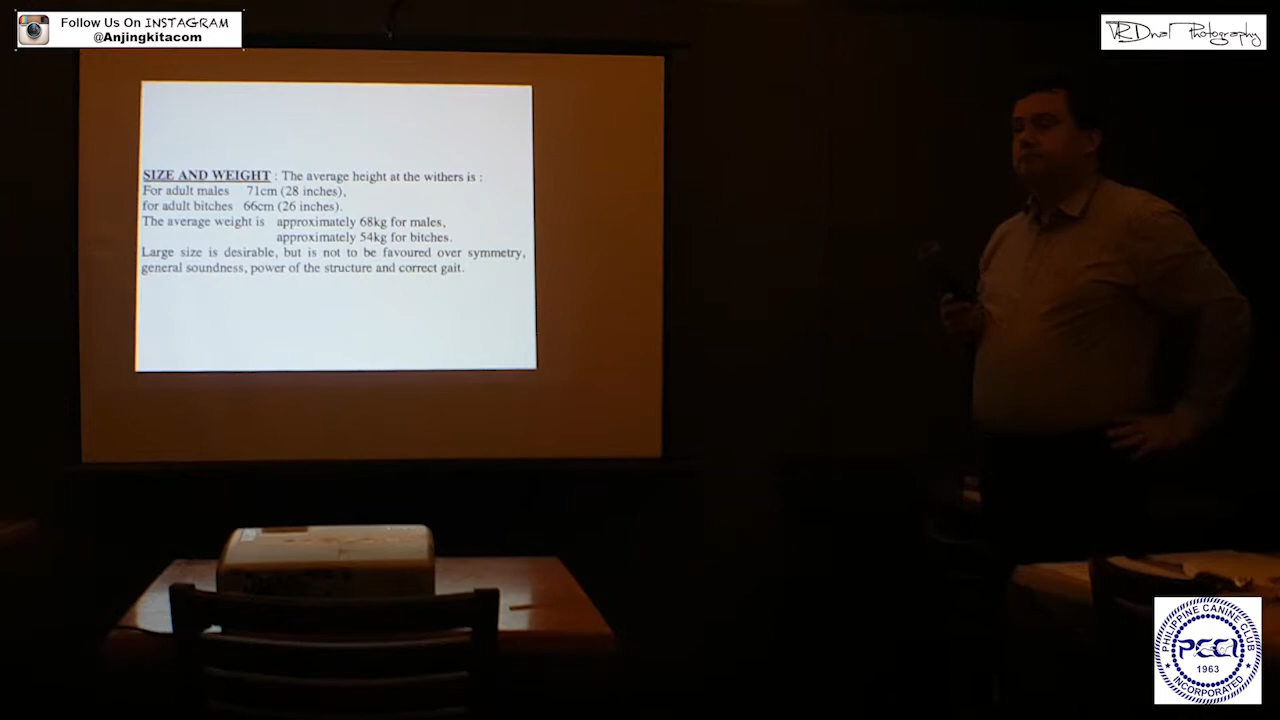 Follow Us On INSTAGRAM
@Anjingkitacom
VRDnal Photography
SIZE AND WEIGHT : The average height at the withers is :
For adult males 71cm (28 inches),
for adult bitches 66cm (26 inches).
The average weight is approximately 68kg for males,
approximately 54kg for bitches.
Large size is desirable, but is not to be favoured over symmetry,
general soundness, power of the structure and correct gait.
PHILIPPINE CANINE CLUB
PCCI
1963
INCORPORATED